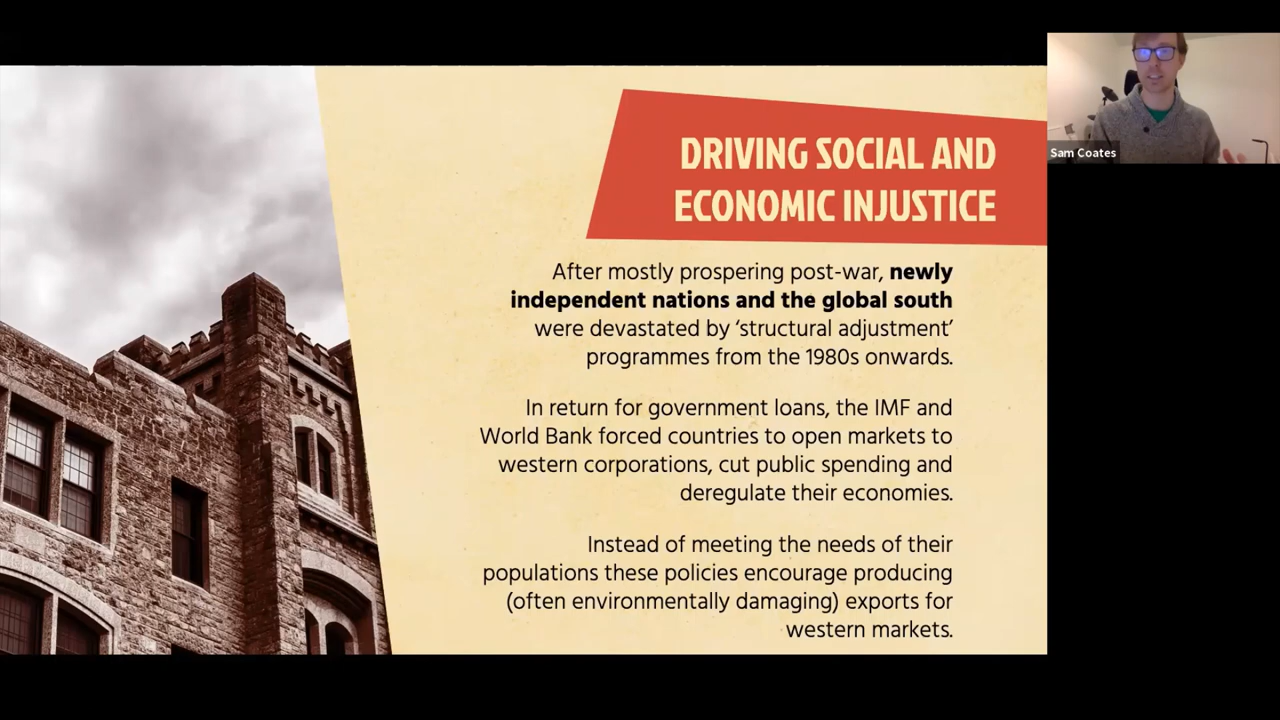 DRIVING SOCIAL AND
ECONOMIC INJUSTICE
Sam Coates
After mostly prospering post-war, newly
independent nations and the global south
were devastated by ‘structural adjustment’
programmes from the 1980s onwards.
In return for government loans, the IMF and
World Bank forced countries to open markets to
western corporations, cut public spending and
deregulate their economies.
Instead of meeting the needs of their
populations these policies encourage producing
(often environmentally damaging) exports for
western markets.